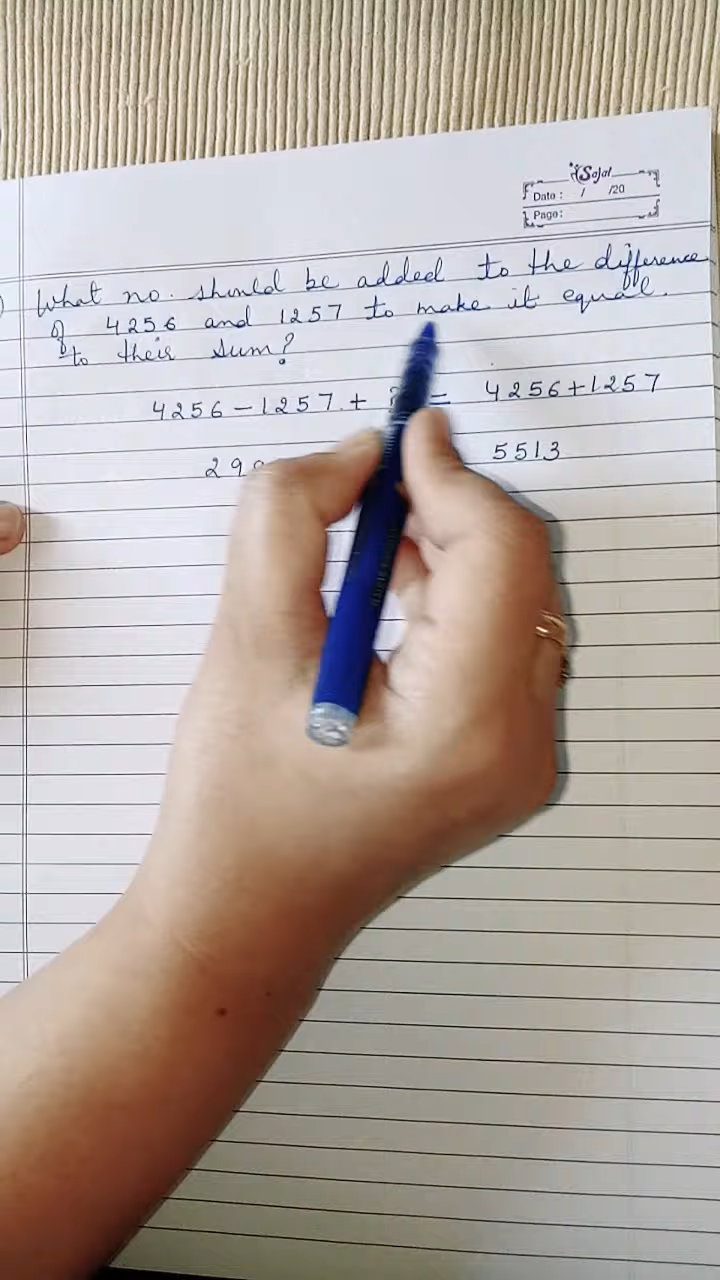 Sajal
Date: / /20
Page:
) What no. should be added to the difference
of 4256 and 1257 to make it equal
to their sum?
4256 - 1257 + ? = 4256 + 1257
5513